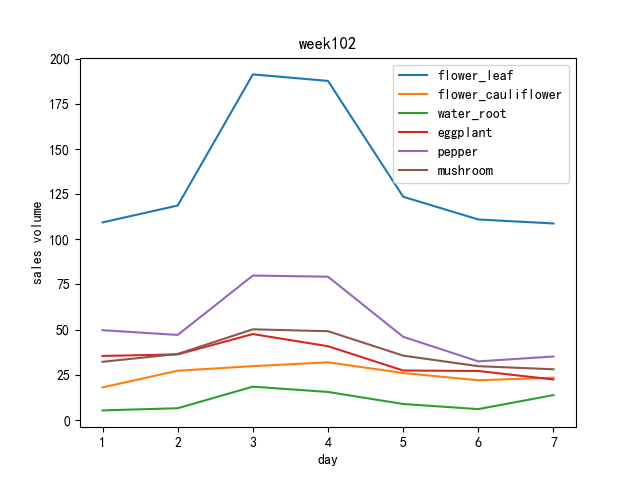 week102
flower_leaf
flower_cauliflower
water_root
eggplant
pepper
mushroom
sales volume
200
175
150
125
100
75
50
25
0
1 2 3 4 5 6 7
day